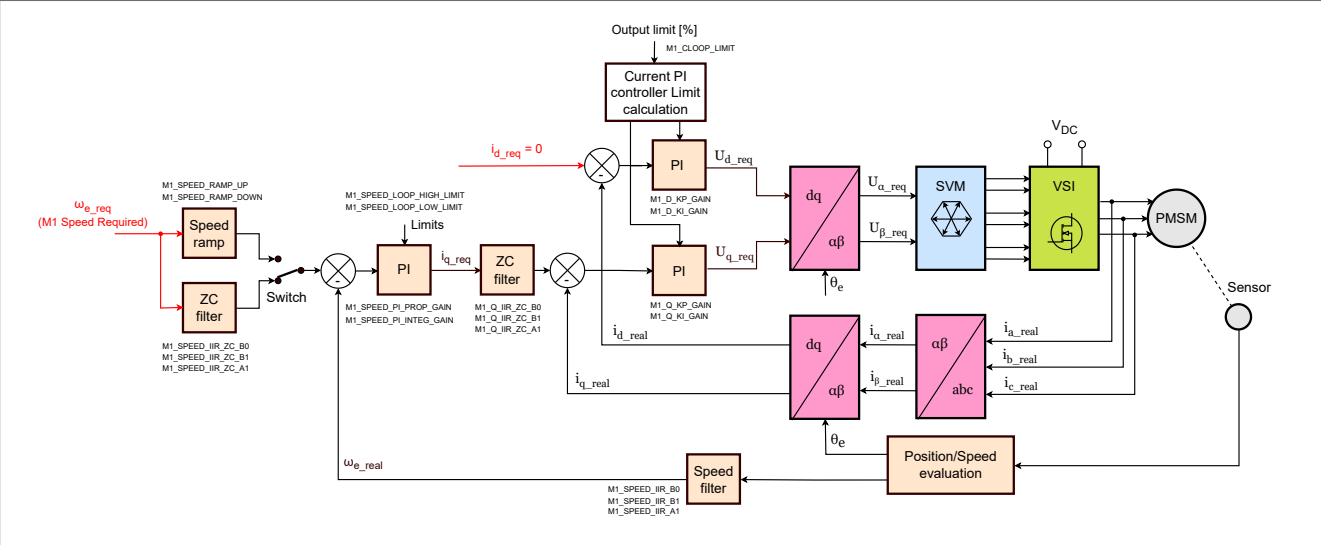 Output limit [%]
M1_CLOOP_LIMIT
Current PI
controller Limit
calculation
i_d_req = 0
PI
U_d_req
M1_D_KP_GAIN
M1_D_KI_GAIN
V_DC
dq
αβ
U_α_req
U_β_req
SVM
VSI
PMSM
M1_SPEED_RAMP_UP
M1_SPEED_RAMP_DOWN
ω_e_req
(M1 Speed Required)
Speed
ramp
ZC
filter
Switch
M1_SPEED_IIR_ZC_B0
M1_SPEED_IIR_ZC_B1
M1_SPEED_IIR_ZC_A1
M1_SPEED_LOOP_HIGH_LIMIT
M1_SPEED_LOOP_LOW_LIMIT
Limits
-
PI
i_q_req
M1_SPEED_PI_PROP_GAIN
M1_SPEED_PI_INTEG_GAIN
ZC
filter
M1_Q_IIR_ZC_B0
M1_Q_IIR_ZC_B1
M1_Q_IIR_ZC_A1
-
-
PI
U_q_req
M1_Q_KP_GAIN
M1_Q_KI_GAIN
θ_e
Sensor
i_d_real
i_q_real
dq
αβ
i_α_real
i_β_real
αβ
abc
i_a_real
i_b_real
i_c_real
θ_e
Position/Speed
evaluation
ω_e_real
Speed
filter
M1_SPEED_IIR_B0
M1_SPEED_IIR_B1
M1_SPEED_IIR_A1